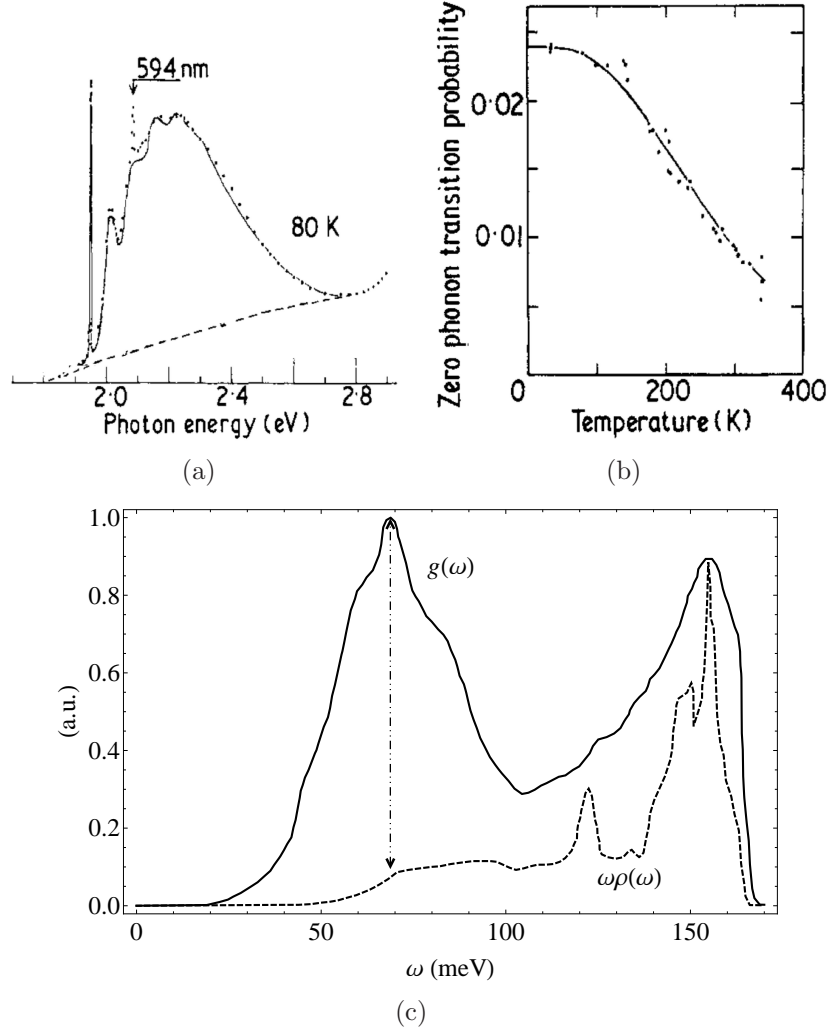 594 nm
80 K
2·0
2·4
2·8
Photon energy (eV)
(a)
Zero phonon transition probability
0·02
0·01
0
200
400
Temperature (K)
(b)
1.0
0.8
0.6
0.4
0.2
0.0
(a.u.)
g(ω)
ωρ(ω)
0
50
100
150
ω (meV)
(c)